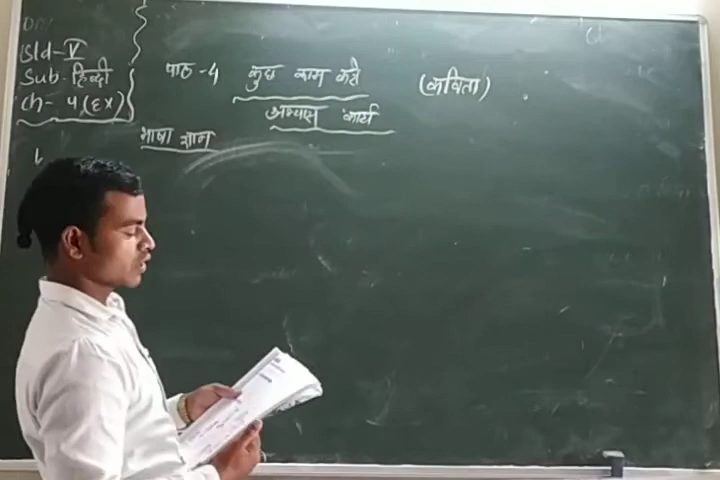 Std-V
Sub-हिन्दी
Ch- 4 (EX)
पाठ -4 कुछ काम करो (कविता)
अभ्यास कार्य
भाषा ज्ञान